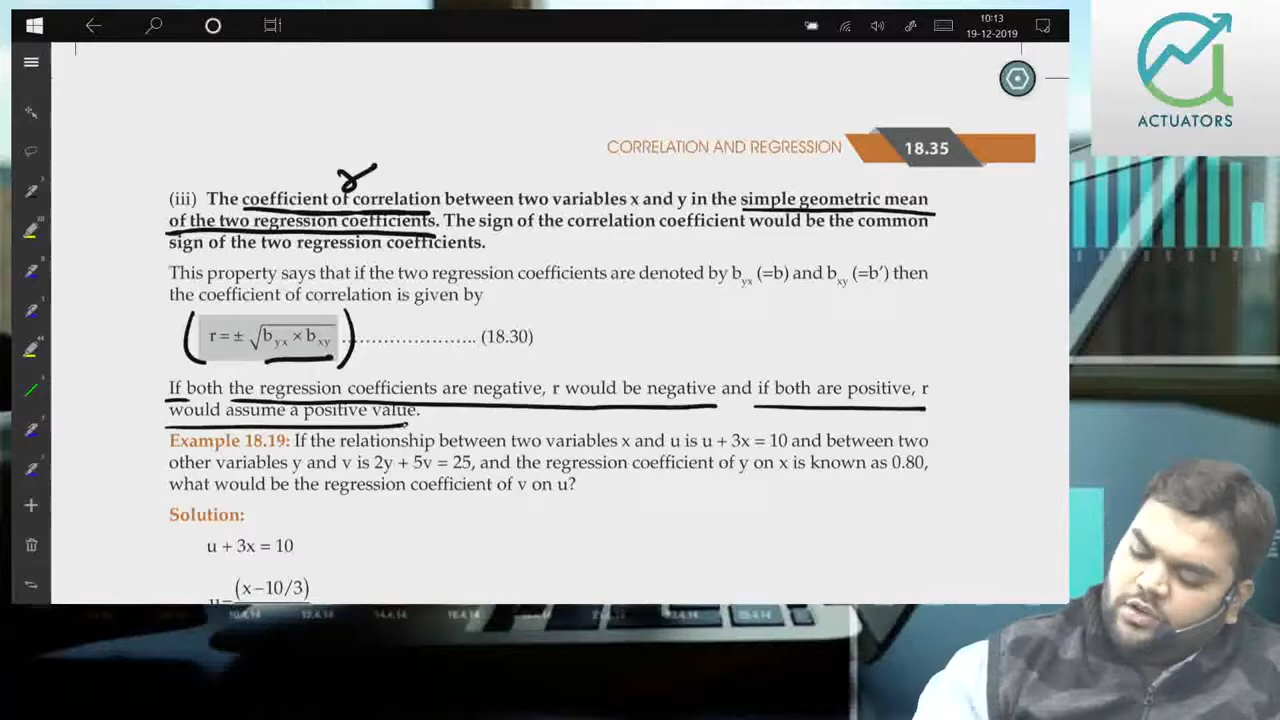 10:13
19-12-2019
ACTUATORS
CORRELATION AND REGRESSION 18.35
r
(iii) The coefficient of correlation between two variables x and y in the simple geometric mean
of the two regression coefficients. The sign of the correlation coefficient would be the common
sign of the two regression coefficients.
This property says that if the two regression coefficients are denoted by byx (=b) and bxy (=b′) then
the coefficient of correlation is given by
r = ± √byx × bxy ........................ (18.30)
If both the regression coefficients are negative, r would be negative and if both are positive, r
would assume a positive value.
Example 18.19: If the relationship between two variables x and u is u + 3x = 10 and between two
other variables y and v is 2y + 5v = 25, and the regression coefficient of y on x is known as 0.80,
what would be the regression coefficient of v on u?
Solution:
u + 3x = 10
(x−10/3)
u=